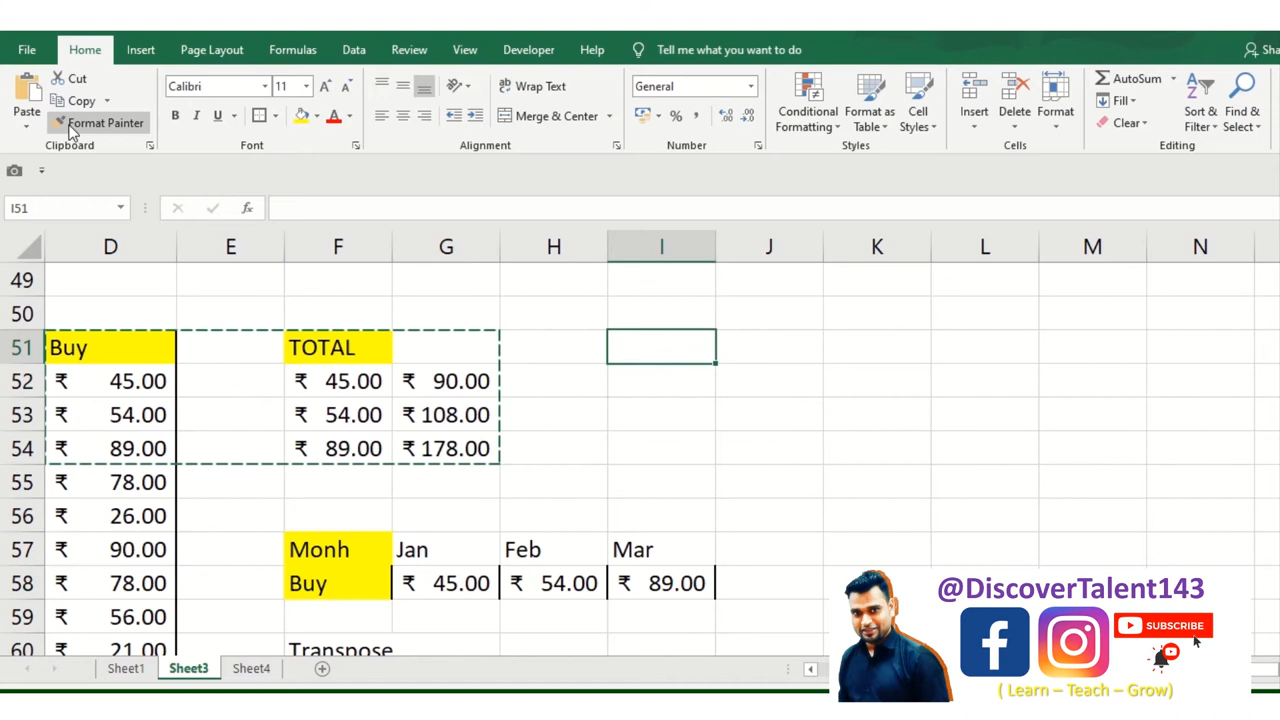 File Home Insert Page Layout Formulas Data Review View Developer Help Tell me what you want to do Sha
Cut
Copy
Format Painter
Paste
Clipboard
Calibri 11
B I U
Font
Wrap Text
Merge & Center
Alignment
General
%
Number
Conditional Formatting
Format as Table
Cell Styles
Styles
Insert Delete Format
Cells
AutoSum
Fill
Clear
Sort & Filter
Find & Select
Editing
I51 fx
D E F G H I J K L M N
49
50
51 Buy TOTAL
52 ₹ 45.00 ₹ 45.00 ₹ 90.00
53 ₹ 54.00 ₹ 54.00 ₹ 108.00
54 ₹ 89.00 ₹ 89.00 ₹ 178.00
55 ₹ 78.00
56 ₹ 26.00
57 ₹ 90.00 Monh Jan Feb Mar
58 ₹ 78.00 Buy ₹ 45.00 ₹ 54.00 ₹ 89.00
59 ₹ 56.00
60 ₹ 21.00 Transpose
Sheet1 Sheet3 Sheet4
@DiscoverTalent143
SUBSCRIBE
( Learn – Teach – Grow)